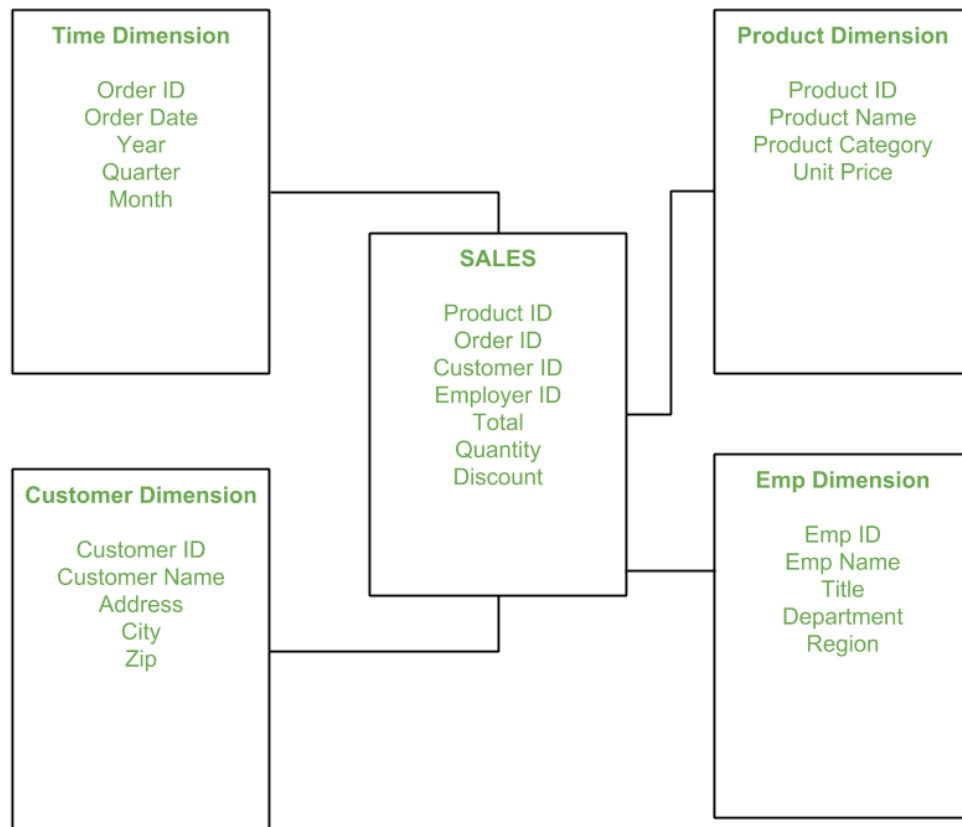 Time Dimension
Order ID
Order Date
Year
Quarter
Month
Product Dimension
Product ID
Product Name
Product Category
Unit Price
SALES
Product ID
Order ID
Customer ID
Employer ID
Total
Quantity
Discount
Customer Dimension
Customer ID
Customer Name
Address
City
Zip
Emp Dimension
Emp ID
Emp Name
Title
Department
Region